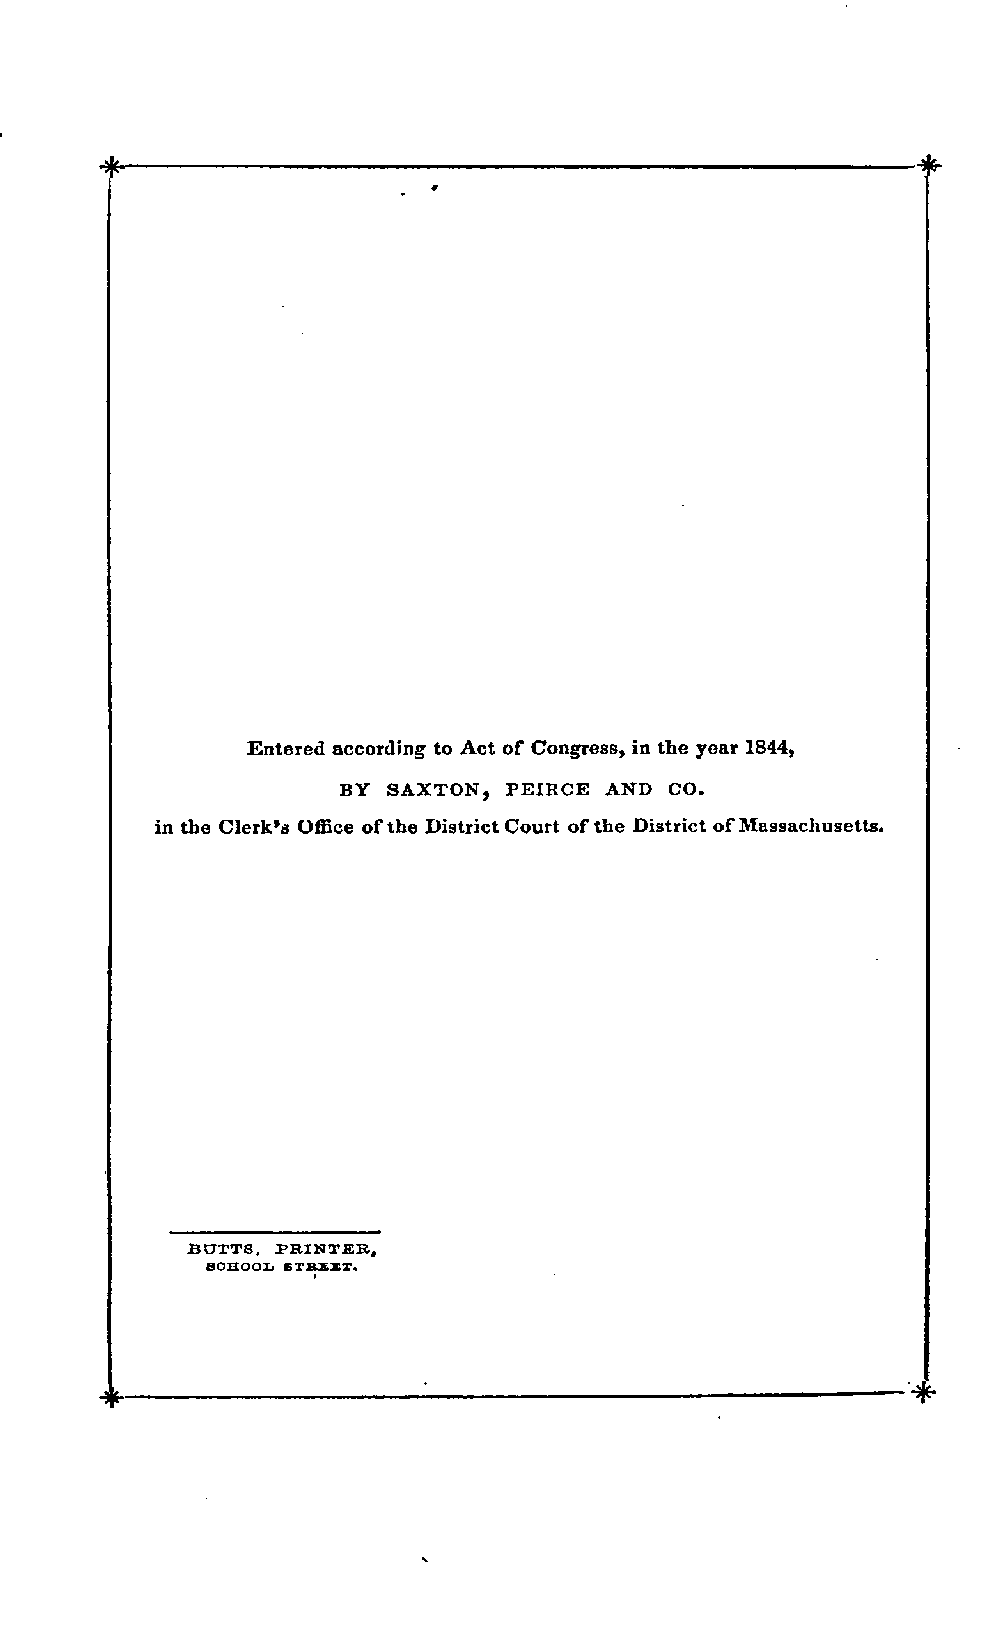 Entered according to Act of Congress, in the year 1844,
BY SAXTON, PEIRCE AND CO.
in the Clerk's Office of the District Court of the District of Massachusetts.
BUTTS, PRINTER,
SCHOOL STREET.